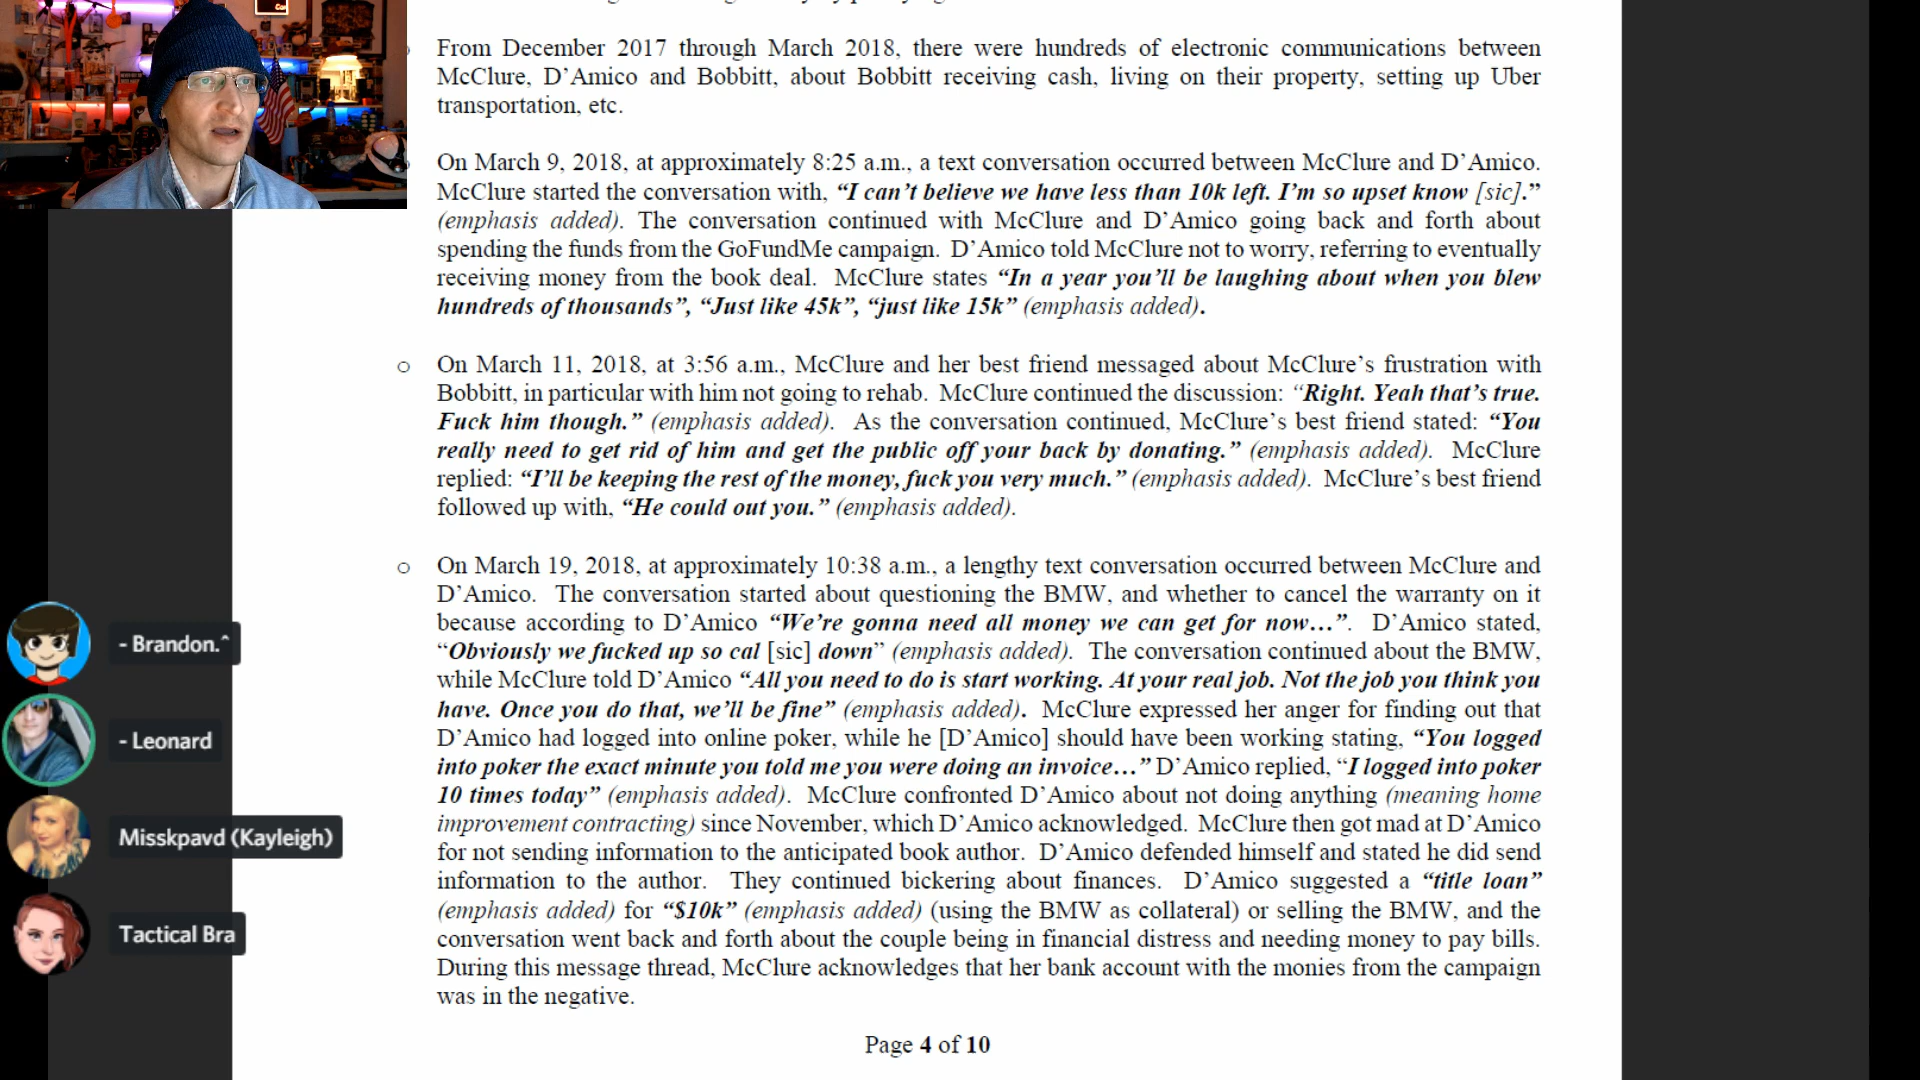 From December 2017 through March 2018, there were hundreds of electronic communications between
McClure, D’Amico and Bobbitt, about Bobbitt receiving cash, living on their property, setting up Uber
transportation, etc.
On March 9, 2018, at approximately 8:25 a.m., a text conversation occurred between McClure and D’Amico.
McClure started the conversation with, “I can’t believe we have less than 10k left. I’m so upset know [sic].”
(emphasis added). The conversation continued with McClure and D’Amico going back and forth about
spending the funds from the GoFundMe campaign. D’Amico told McClure not to worry, referring to eventually
receiving money from the book deal. McClure states “In a year you’ll be laughing about when you blew
hundreds of thousands”, “Just like 45k”, “just like 15k” (emphasis added).
o On March 11, 2018, at 3:56 a.m., McClure and her best friend messaged about McClure’s frustration with
Bobbitt, in particular with him not going to rehab. McClure continued the discussion: “Right. Yeah that’s true.
Fuck him though.” (emphasis added). As the conversation continued, McClure’s best friend stated: “You
really need to get rid of him and get the public off your back by donating.” (emphasis added). McClure
replied: “I’ll be keeping the rest of the money, fuck you very much.” (emphasis added). McClure’s best friend
followed up with, “He could out you.” (emphasis added).
o On March 19, 2018, at approximately 10:38 a.m., a lengthy text conversation occurred between McClure and
D’Amico. The conversation started about questioning the BMW, and whether to cancel the warranty on it
because according to D’Amico “We’re gonna need all money we can get for now…”. D’Amico stated,
“Obviously we fucked up so cal [sic] down” (emphasis added). The conversation continued about the BMW,
while McClure told D’Amico “All you need to do is start working. At your real job. Not the job you think you
have. Once you do that, we’ll be fine” (emphasis added). McClure expressed her anger for finding out that
D’Amico had logged into online poker, while he [D’Amico] should have been working stating, “You logged
into poker the exact minute you told me you were doing an invoice…” D’Amico replied, “I logged into poker
10 times today” (emphasis added). McClure confronted D’Amico about not doing anything (meaning home
improvement contracting) since November, which D’Amico acknowledged. McClure then got mad at D’Amico
for not sending information to the anticipated book author. D’Amico defended himself and stated he did send
information to the author. They continued bickering about finances. D’Amico suggested a “title loan”
(emphasis added) for “$10k” (emphasis added) (using the BMW as collateral) or selling the BMW, and the
conversation went back and forth about the couple being in financial distress and needing money to pay bills.
During this message thread, McClure acknowledges that her bank account with the monies from the campaign
was in the negative.
Page 4 of 10
- Brandon.^
- Leonard
Misskpavd (Kayleigh)
Tactical Bra